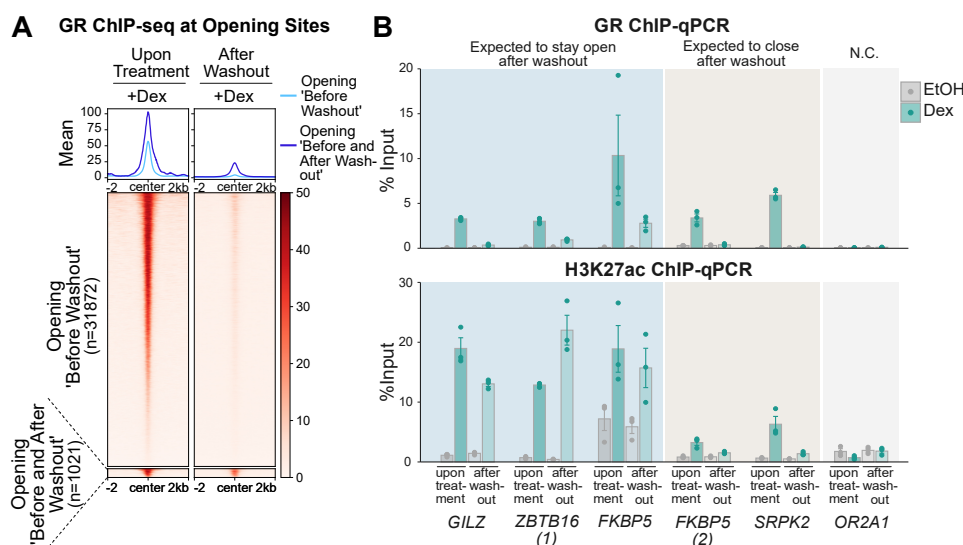 A
GR ChIP-seq at Opening Sites
Upon
Treatment
After
Washout
+Dex
+Dex
Opening
'Before
Washout'
Opening
'Before and
After Wash-
out'
Mean
100
75
50
25
0
-2 center 2kb
-2 center 2kb
Opening
'Before Washout'
(n=31872)
Opening
'Before and After
Washout'
(n=1021)
50
40
30
20
10
0
-2 center 2kb
-2 center 2kb
B
GR ChIP-qPCR
Expected to stay open
after washout
Expected to close
after washout
N.C.
EtOH
Dex
% Input
20
15
10
5
0
H3K27ac ChIP-qPCR
%Input
30
20
10
0
upon
treat-
ment
after
wash-
out
upon
treat-
ment
after
wash-
out
upon
treat-
ment
after
wash-
out
upon
treat-
ment
after
wash-
out
upon
treat-
ment
after
wash-
out
upon
treat-
ment
after
wash-
out
GILZ
ZBTB16
(1)
FKBP5
FKBP5
(2)
SRPK2
OR2A1